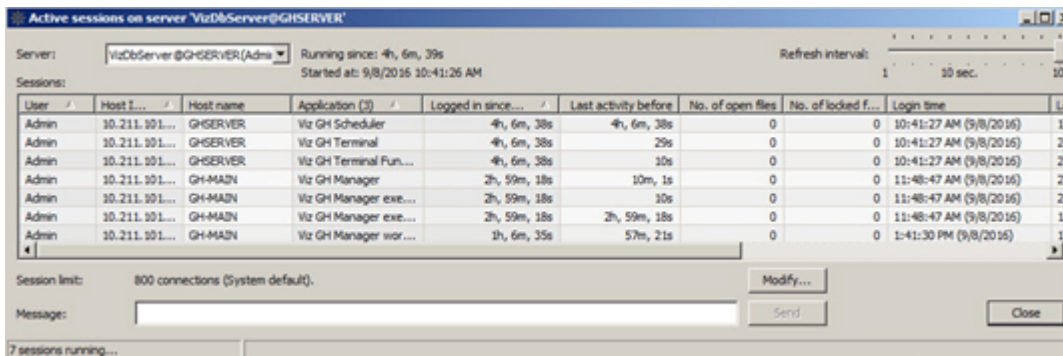 Active sessions on server 'VizDbServer@GHSERVER'
Server: VizDbServer@GHSERVER(Admi Running since: 4h, 6m, 39s Refresh interval:
Started at: 9/8/2016 10:41:26 AM 1 10 sec. 10
Sessions:
User Host I... Host name Application (3) Logged in since... Last activity before No. of open files No. of locked f... Login time
Admin 10.211.101... GHSERVER Viz GH Scheduler 4h, 6m, 38s 4h, 6m, 38s 0 0 10:41:27 AM (9/8/2016)
Admin 10.211.101... GHSERVER Viz GH Terminal 4h, 6m, 38s 29s 0 0 10:41:27 AM (9/8/2016)
Admin 10.211.101... GHSERVER Viz GH Terminal Fun.... 4h, 6m, 38s 10s 0 0 10:41:27 AM (9/8/2016)
Admin 10.211.101... GH-MAIN Viz GH Manager 2h, 59m, 18s 10m, 1s 0 0 11:48:47 AM (9/8/2016)
Admin 10.211.101... GH-MAIN Viz GH Manager exe.... 2h, 59m, 18s 10s 0 0 11:48:47 AM (9/8/2016)
Admin 10.211.101... GH-MAIN Viz GH Manager exe.... 2h, 59m, 18s 2h, 59m, 18s 0 0 11:48:47 AM (9/8/2016)
Admin 10.211.101... GH-MAIN Viz GH Manager wor.... 1h, 6m, 35s 57m, 21s 0 0 1:41:30 PM (9/8/2016)
Session limit: 800 connections (System default). Modify...
Message: Send Close
7 sessions running...